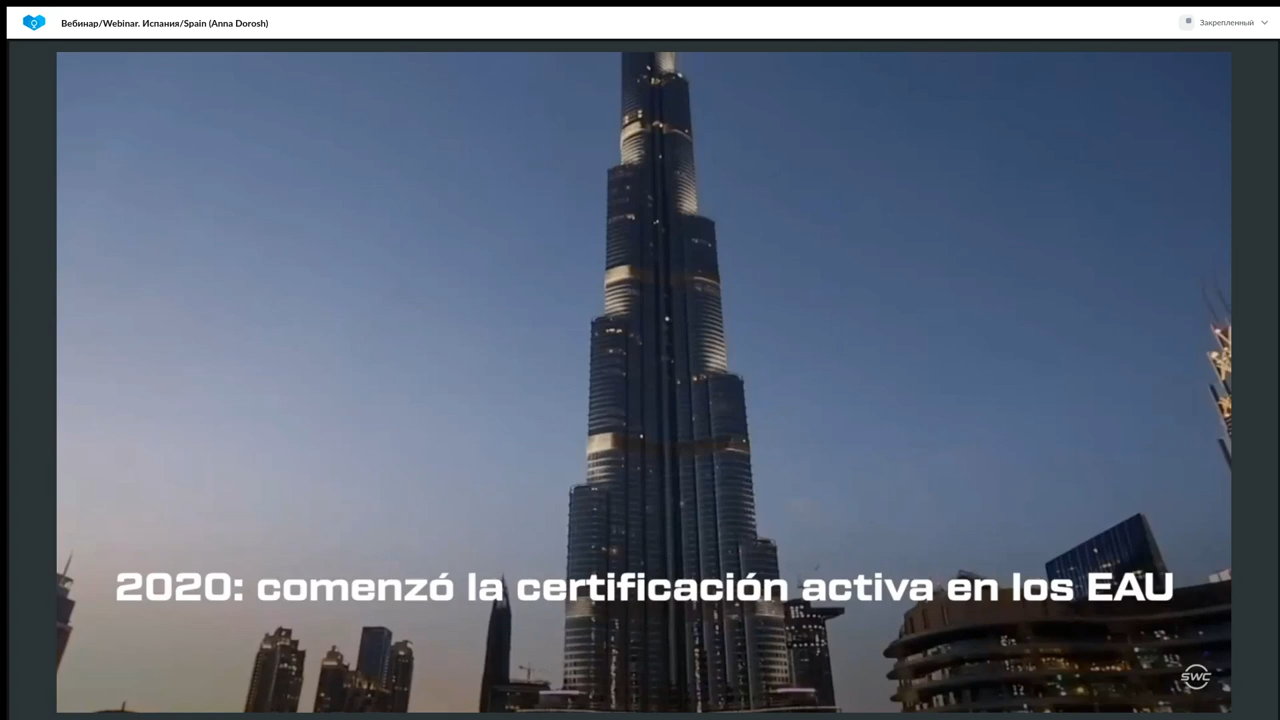 Вебинар/Webinar. Испания/Spain (Anna Dorosh)
Закрепленный
2020: comenzó la certificación activa en los EAU
SWC